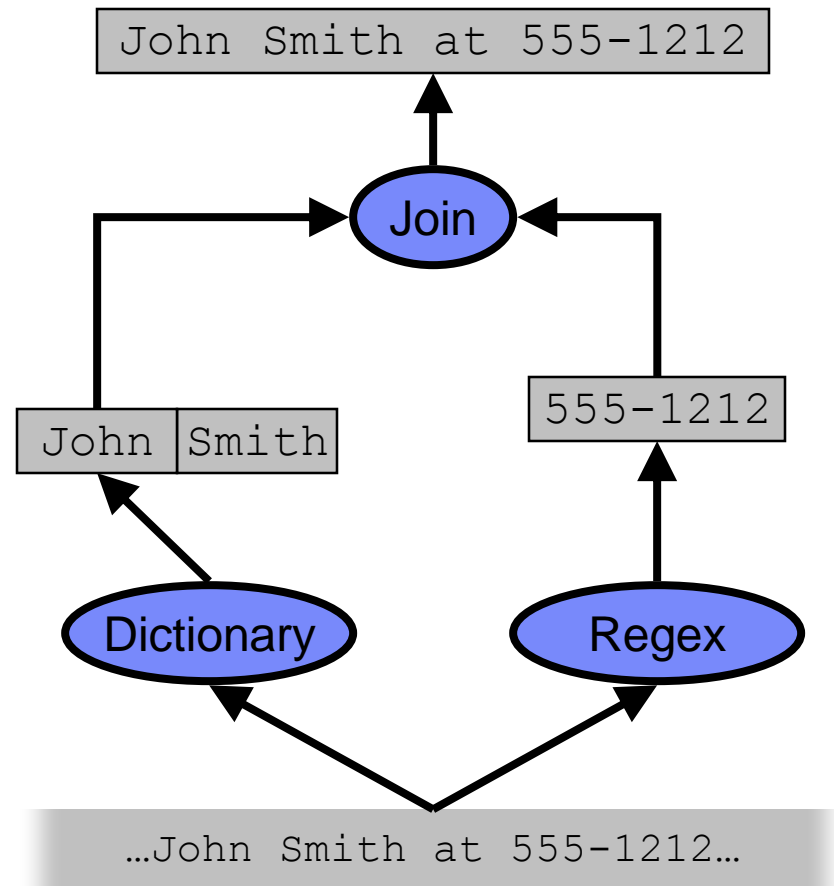 John Smith at 555-1212
Join
555-1212
John Smith
Dictionary
Regex
…John Smith at 555-1212…